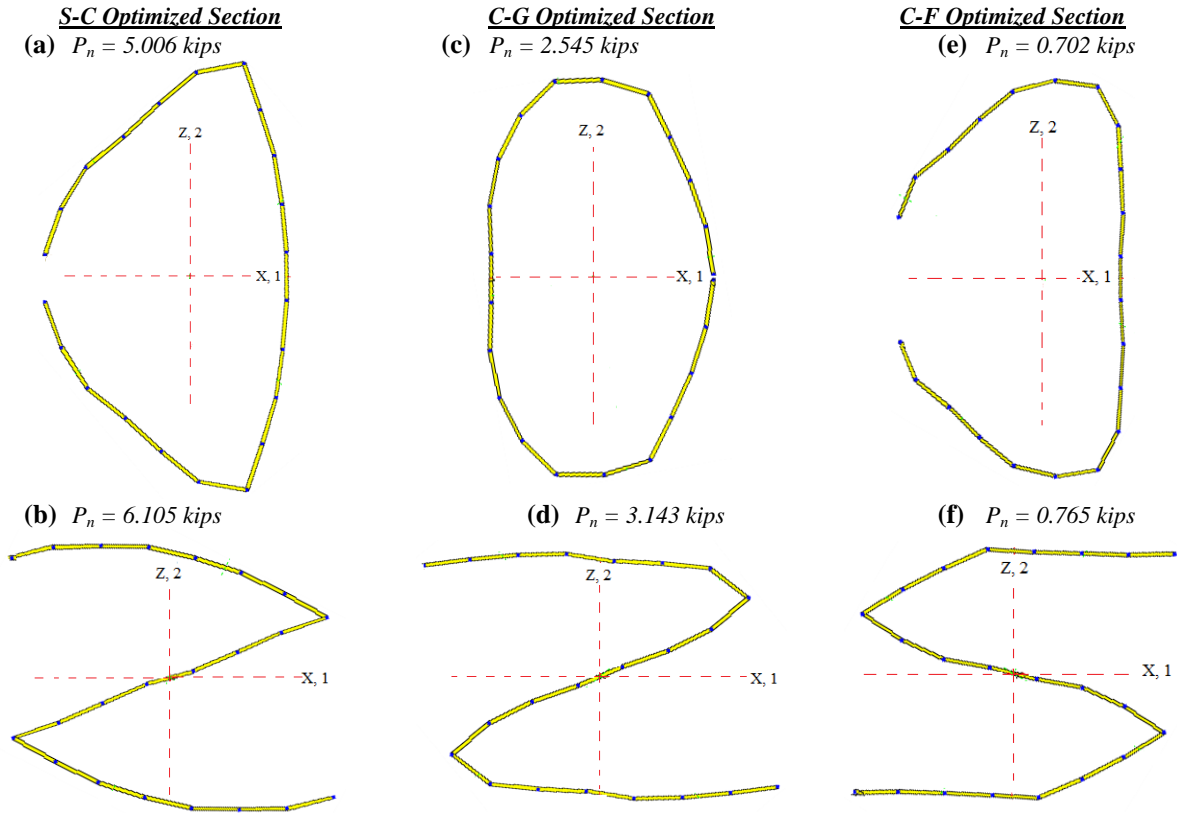 S-C Optimized Section
C-G Optimized Section
C-F Optimized Section
(a) Pn = 5.006 kips
(c) Pn = 2.545 kips
(e) Pn = 0.702 kips
Z, 2
X, 1
Z, 2
X, 1
Z, 2
X, 1
(b) Pn = 6.105 kips
(d) Pn = 3.143 kips
(f) Pn = 0.765 kips
Z, 2
X, 1
Z, 2
X, 1
Z, 2
X, 1